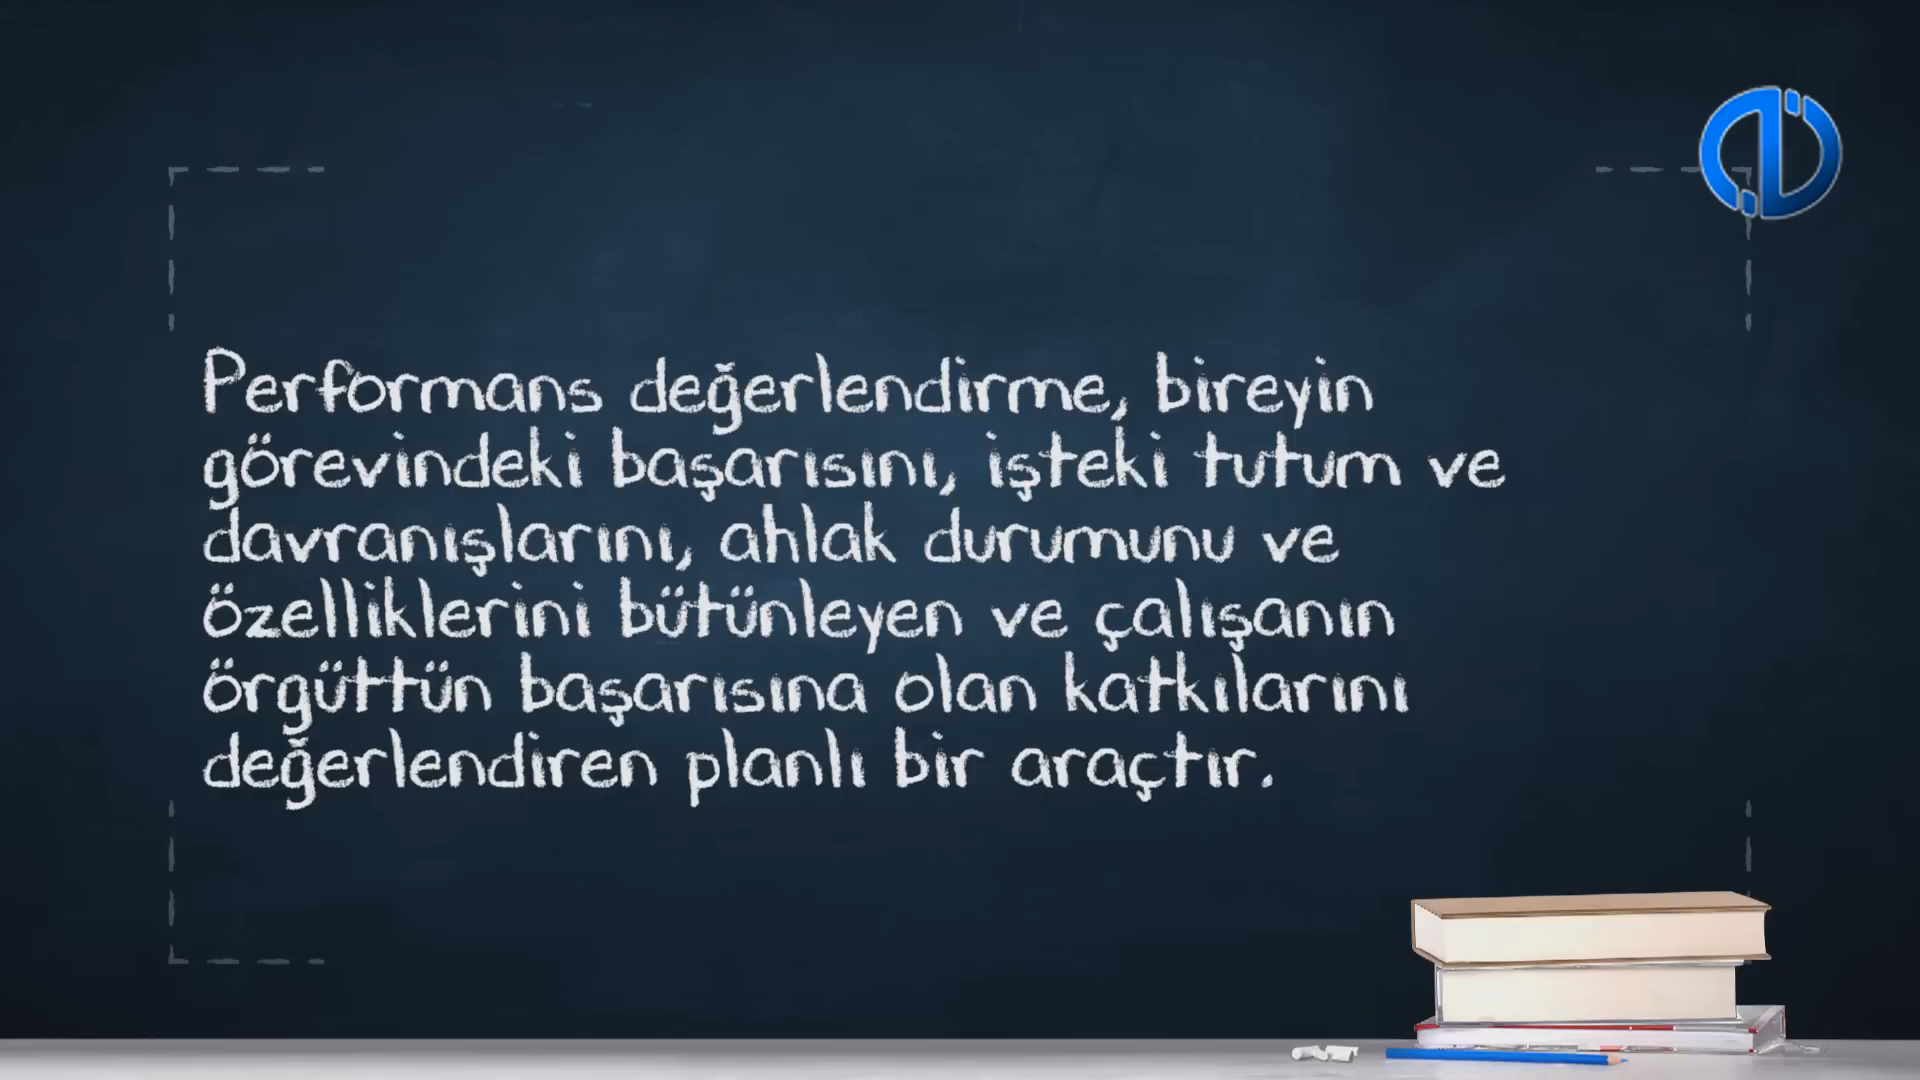 Performans değerlendirme, bireyin
görevindeki başarısını, işteki tutum ve
davranışlarını, ahlak durumunu ve
özelliklerini bütünleyen ve çalışanın
örgüttün başarısına olan katkılarını
değerlendiren planlı bir araçtır.